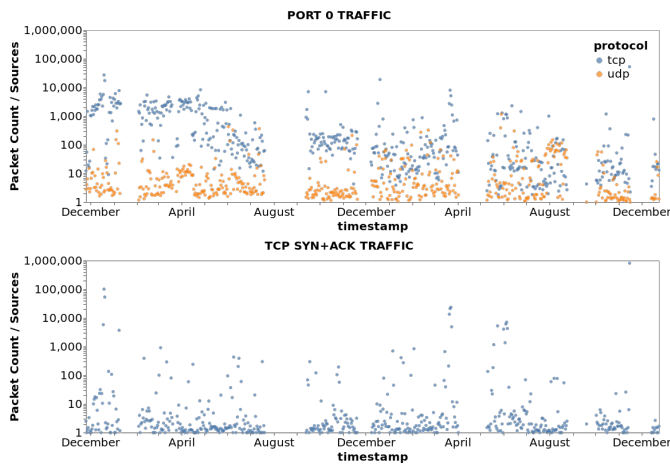 PORT 0 TRAFFIC
1,000,000
100,000
10,000
1,000
100
10
1
Packet Count / Sources
protocol
tcp
udp
December April August December April August December
timestamp
TCP SYN+ACK TRAFFIC
1,000,000
100,000
10,000
1,000
100
10
1
Packet Count / Sources
December April August December April August December
timestamp